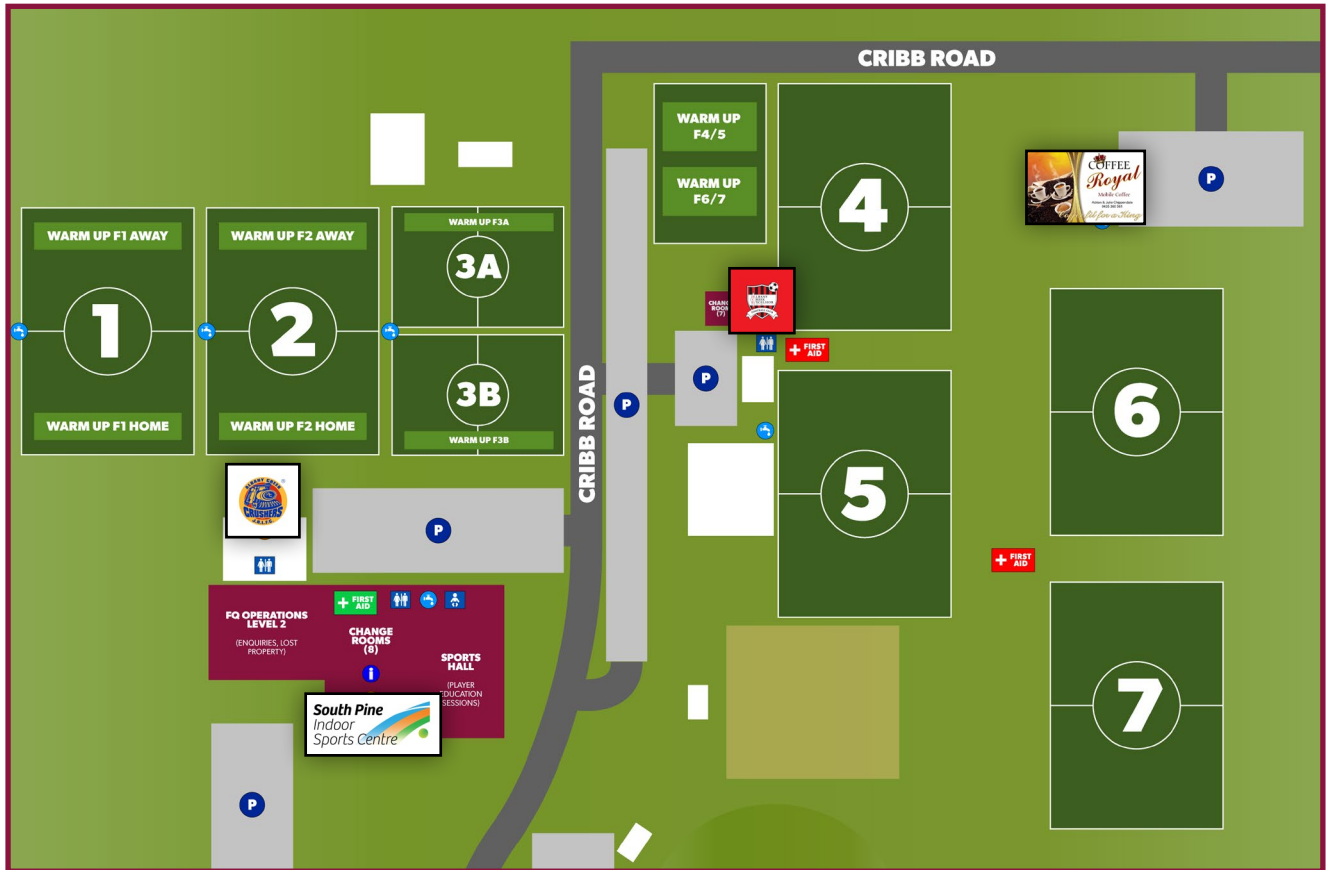 CRIBB ROAD
WARM UP
F4/5
WARM UP
F6/7
4
COFFEE
Royal
Mobile Coffee
P
WARM UP F1 AWAY
1
WARM UP F1 HOME
WARM UP F2 AWAY
2
WARM UP F2 HOME
WARM UP F3A
3A
3B
WARM UP F3B
CRIBB ROAD
P
P
(7)
+ FIRST
AID
5
6
+ FIRST
AID
7
ALBANY CREEK
CRUSHERS
J.R.L.F.C.
P
FQ OPERATIONS
LEVEL 2
(ENQUIRIES, LOST
PROPERTY)
+ FIRST
AID
CHANGE
ROOMS
(8)
i
SPORTS
HALL
(PLAYER
EDUCATION
SESSIONS)
South Pine
Indoor
Sports Centre
P